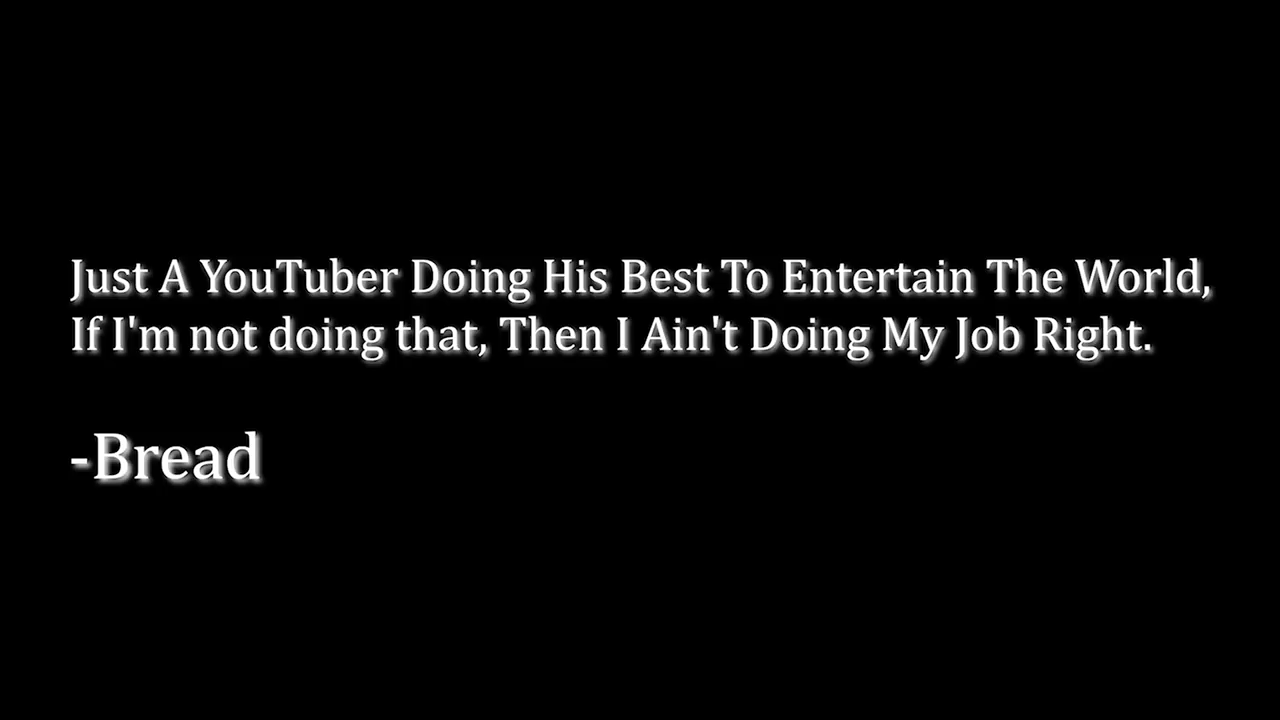 Just A YouTuber Doing His Best To Entertain The World,
If I'm not doing that, Then I Ain't Doing My Job Right.
-Bread